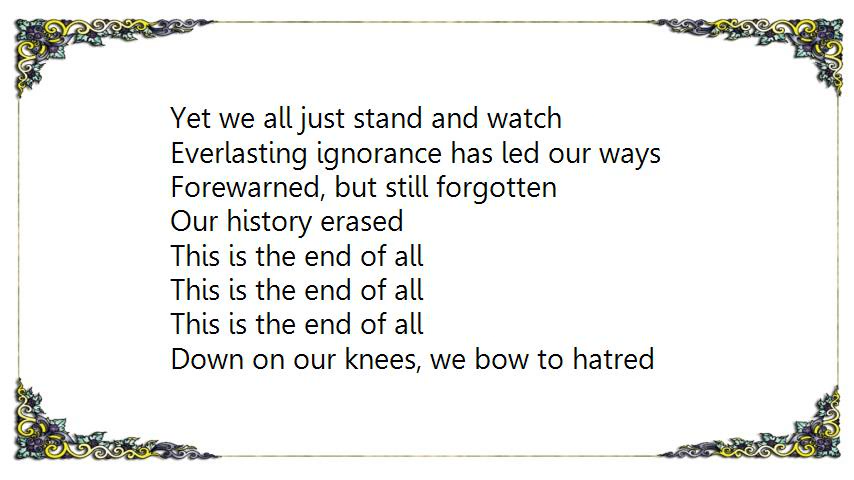 Yet we all just stand and watch
Everlasting ignorance has led our ways
Forewarned, but still forgotten
Our history erased
This is the end of all
This is the end of all
This is the end of all
Down on our knees, we bow to hatred